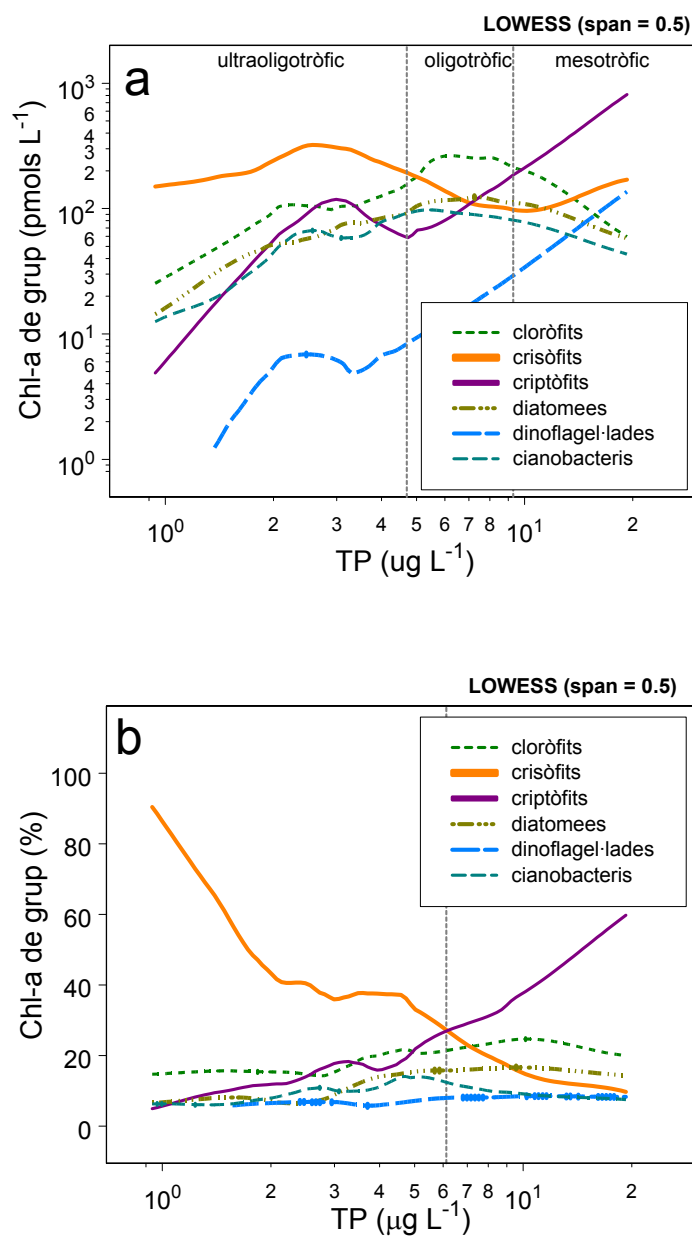 LOWESS (span = 0.5)
a
ultraoligotròfic oligotròfic mesotròfic
Chl-a de grup (pmols L⁻¹)
10³
6
4
3
2
10²
6
4
3
2
10¹
6
4
3
2
10⁰
cloròfits
crisòfits
criptòfits
diatomees
dinoflagel·lades
cianobacteris
10⁰ 2 3 4 5 6 7 8 10¹ 2
TP (ug L⁻¹)
LOWESS (span = 0.5)
b
Chl-a de grup (%)
100
80
60
40
20
0
cloròfits
crisòfits
criptòfits
diatomees
dinoflagel·lades
cianobacteris
10⁰ 2 3 4 5 6 7 8 10¹ 2
TP (μg L⁻¹)